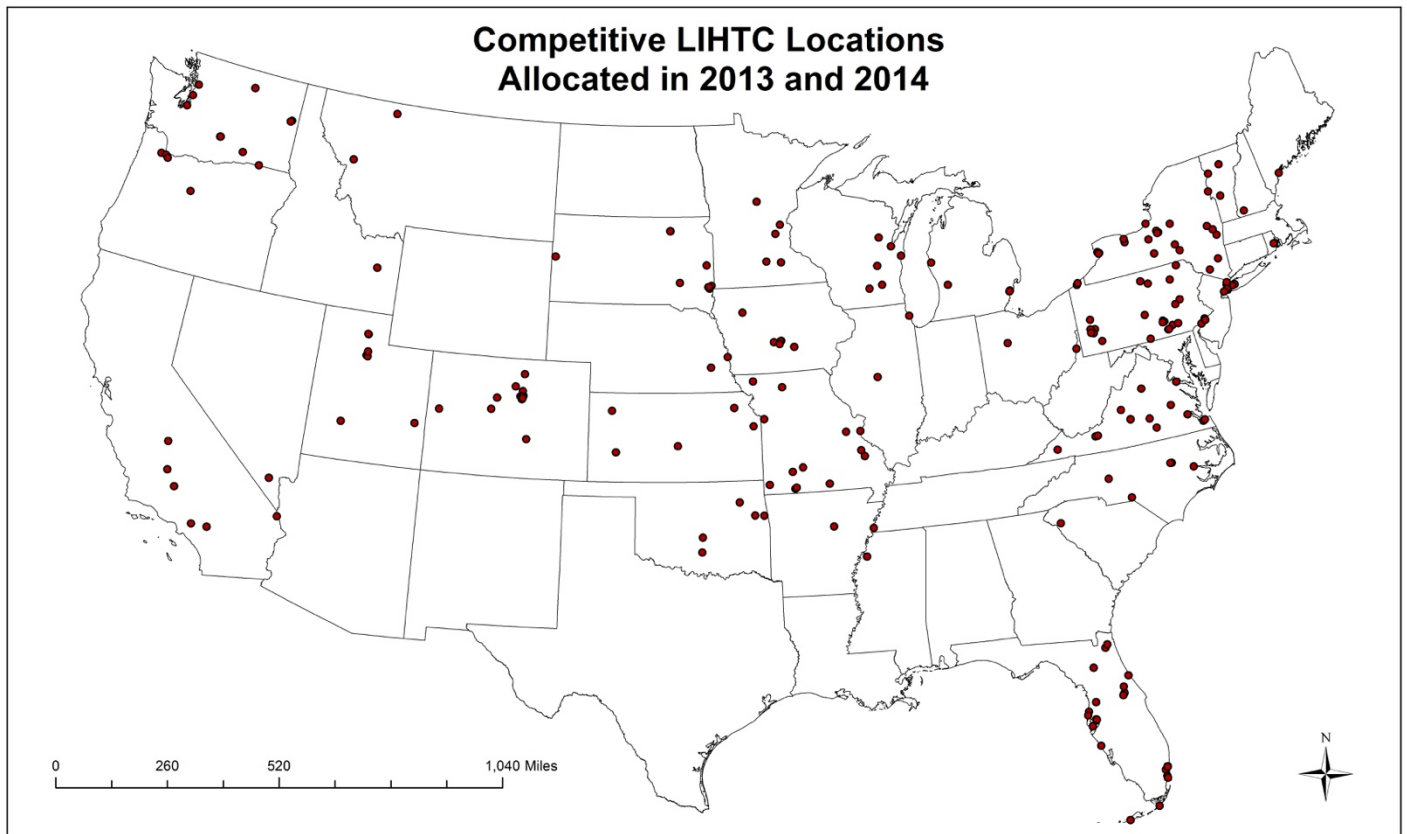 Competitive LIHTC Locations
Allocated in 2013 and 2014
0 260 520 1,040 Miles
N